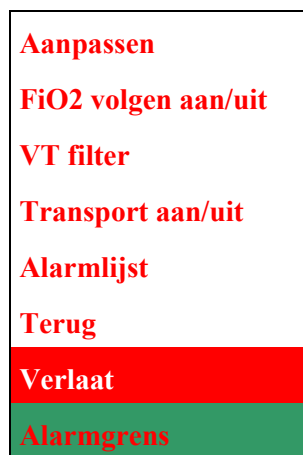 Aanpassen
FiO2 volgen aan/uit
VT filter
Transport aan/uit
Alarmlijst
Terug
Verlaat
Alarmgrens